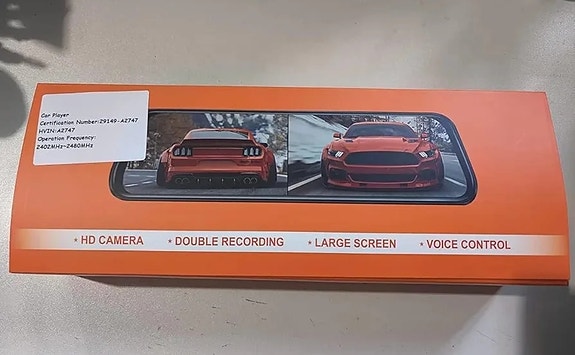 Car Player
Certification Number:29149-A2747
HVIN:A2747
Operation Frequency:
2402MHz~2480MHz
* HD CAMERA * DOUBLE RECORDING * LARGE SCREEN * VOICE CONTROL